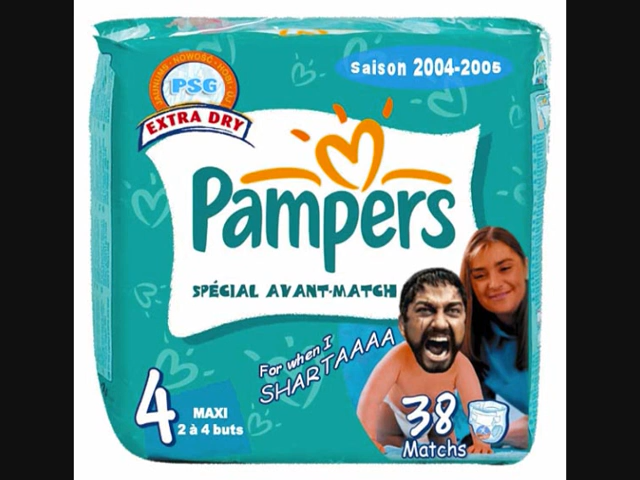 saison 2004-2005
NOWOŚĆ
PSG
EXTRA DRY
Pampers
SPÉCIAL AVANT-MATCH
For when I
SHARTAAAA
4
MAXI
2 à 4 buts
38
Matchs